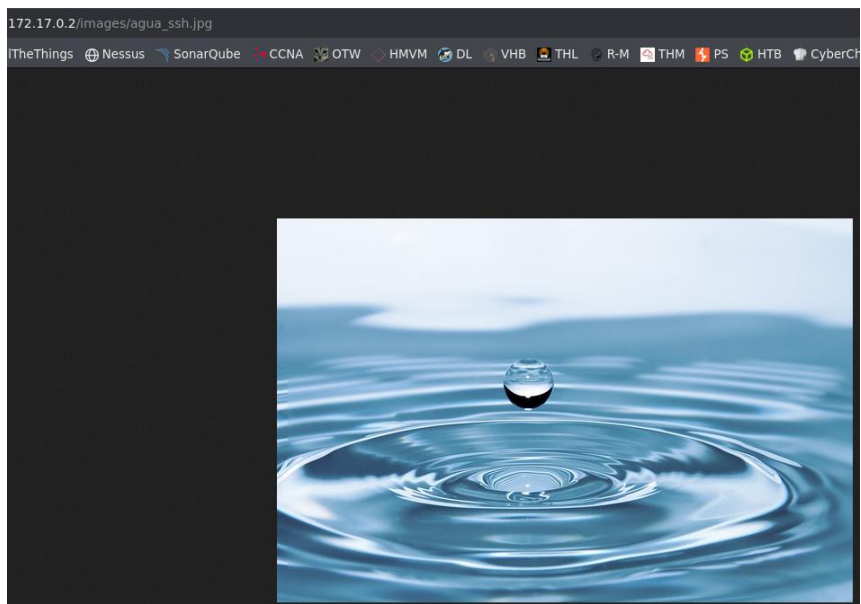 172.17.0.2/images/agua_ssh.jpg
lTheThings Nessus SonarQube CCNA OTW HMVM DL VHB THL R-M THM PS HTB CyberCh